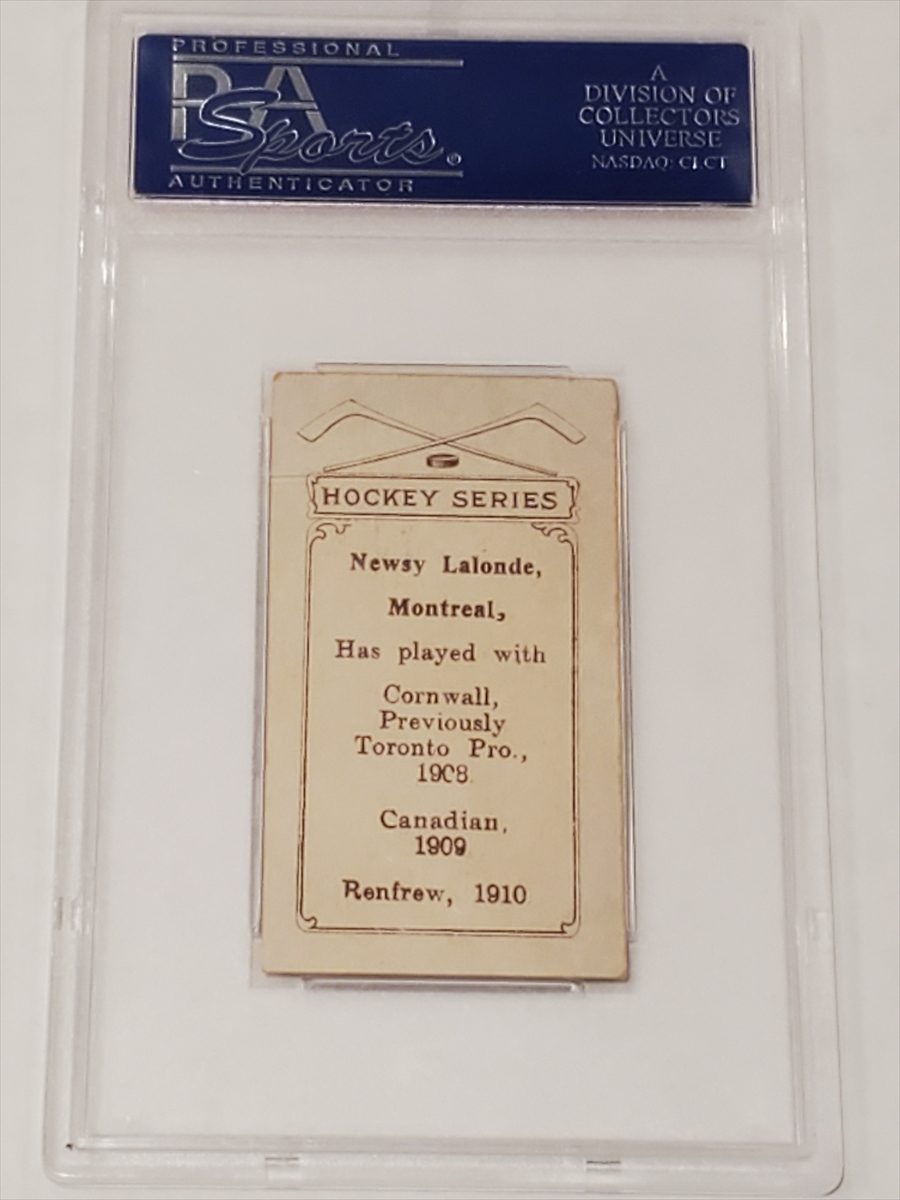 PROFESSIONAL
PSA
Sports®
AUTHENTICATOR
A
DIVISION OF
COLLECTORS
UNIVERSE
NASDAQ: CLCT
HOCKEY SERIES
Newsy Lalonde,
Montreal,
Has played with
Cornwall,
Previously
Toronto Pro.,
1908
Canadian,
1909
Renfrew, 1910